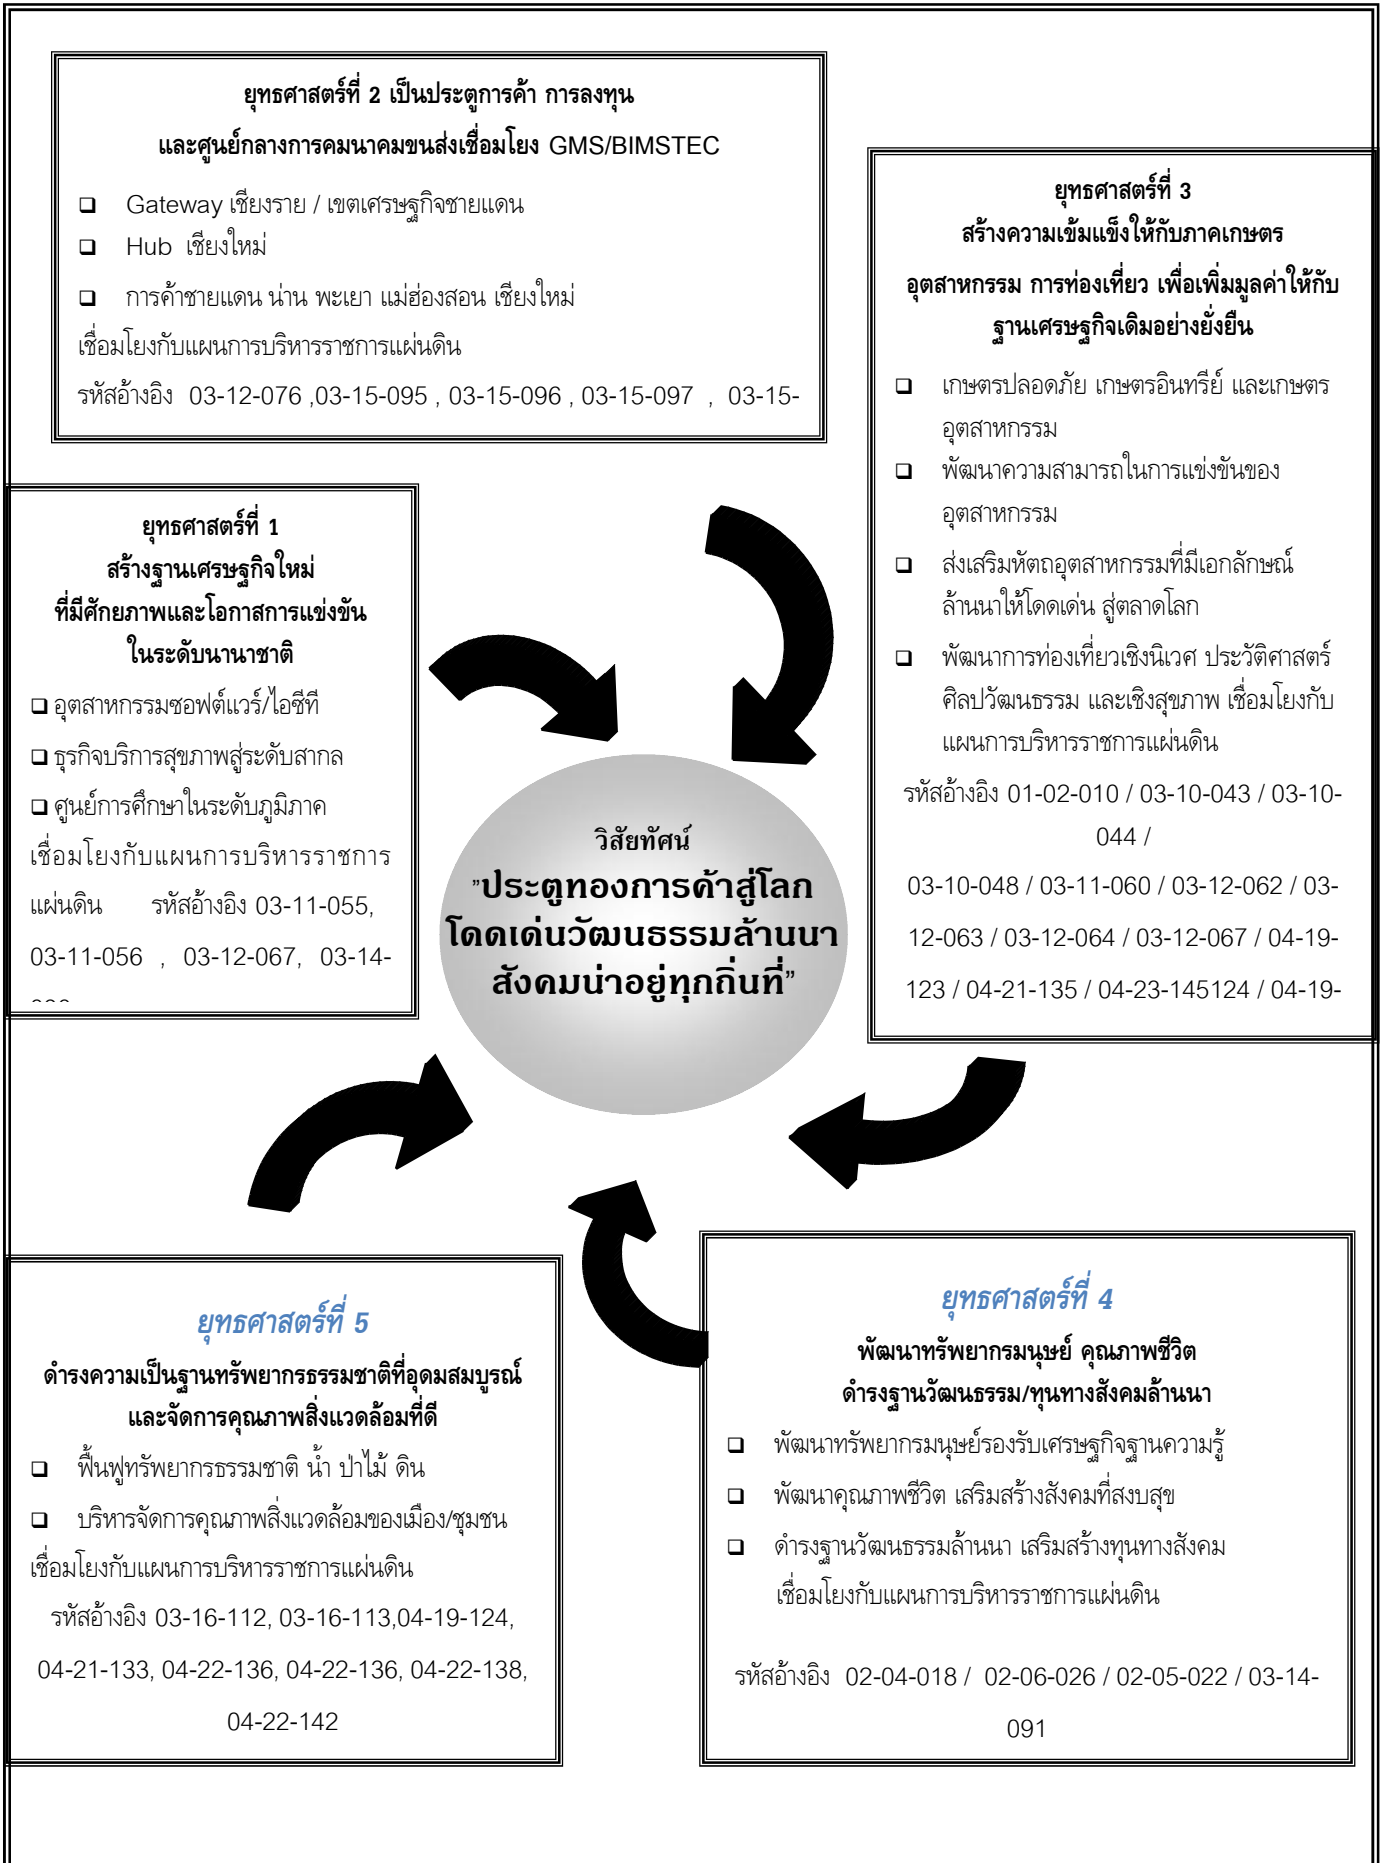 ยุทธศาสตร์ที่ 2 เป็นประตูการค้า การลงทุน
และศูนย์กลางการคมนาคมขนส่งเชื่อมโยง GMS/BIMSTEC
❑ Gateway เชียงราย / เขตเศรษฐกิจชายแดน
❑ Hub เชียงใหม่
❑ การค้าชายแดน น่าน พะเยา แม่ฮ่องสอน เชียงใหม่
เชื่อมโยงกับแผนการบริหารราชการแผ่นดิน
รหัสอ้างอิง 03-12-076 ,03-15-095 , 03-15-096 , 03-15-097 , 03-15-
ยุทธศาสตร์ที่ 3
สร้างความเข้มแข็งให้กับภาคเกษตร
อุตสาหกรรม การท่องเที่ยว เพื่อเพิ่มมูลค่าให้กับ
ฐานเศรษฐกิจเดิมอย่างยั่งยืน
❑ เกษตรปลอดภัย เกษตรอินทรีย์ และเกษตร
อุตสาหกรรม
❑ พัฒนาความสามารถในการแข่งขันของ
อุตสาหกรรม
❑ ส่งเสริมหัตถอุตสาหกรรมที่มีเอกลักษณ์
ล้านนาให้โดดเด่น สู่ตลาดโลก
❑ พัฒนาการท่องเที่ยวเชิงนิเวศ ประวัติศาสตร์
ศิลปวัฒนธรรม และเชิงสุขภาพ เชื่อมโยงกับ
แผนการบริหารราชการแผ่นดิน
รหัสอ้างอิง 01-02-010 / 03-10-043 / 03-10-
044 /
03-10-048 / 03-11-060 / 03-12-062 / 03-
12-063 / 03-12-064 / 03-12-067 / 04-19-
123 / 04-21-135 / 04-23-145124 / 04-19-
ยุทธศาสตร์ที่ 1
สร้างฐานเศรษฐกิจใหม่
ที่มีศักยภาพและโอกาสการแข่งขัน
ในระดับนานาชาติ
❑ อุตสาหกรรมซอฟต์แวร์/ไอซีที
❑ ธุรกิจบริการสุขภาพสู่ระดับสากล
❑ ศูนย์การศึกษาในระดับภูมิภาค
เชื่อมโยงกับแผนการบริหารราชการ
แผ่นดิน รหัสอ้างอิง 03-11-055,
03-11-056 , 03-12-067, 03-14-
วิสัยทัศน์
”ประตูทองการค้าสู่โลก
โดดเด่นวัฒนธรรมล้านนา
สังคมน่าอยู่ทุกถิ่นที่”
ยุทธศาสตร์ที่ 5
ดำรงความเป็นฐานทรัพยากรธรรมชาติที่อุดมสมบูรณ์
และจัดการคุณภาพสิ่งแวดล้อมที่ดี
❑ ฟื้นฟูทรัพยากรธรรมชาติ น้ำ ป่าไม้ ดิน
❑ บริหารจัดการคุณภาพสิ่งแวดล้อมของเมือง/ชุมชน
เชื่อมโยงกับแผนการบริหารราชการแผ่นดิน
รหัสอ้างอิง 03-16-112, 03-16-113,04-19-124,
04-21-133, 04-22-136, 04-22-136, 04-22-138,
04-22-142
ยุทธศาสตร์ที่ 4
พัฒนาทรัพยากรมนุษย์ คุณภาพชีวิต
ดำรงฐานวัฒนธรรม/ทุนทางสังคมล้านนา
❑ พัฒนาทรัพยากรมนุษย์รองรับเศรษฐกิจฐานความรู้
❑ พัฒนาคุณภาพชีวิต เสริมสร้างสังคมที่สงบสุข
❑ ดำรงฐานวัฒนธรรมล้านนา เสริมสร้างทุนทางสังคม
เชื่อมโยงกับแผนการบริหารราชการแผ่นดิน
รหัสอ้างอิง 02-04-018 / 02-06-026 / 02-05-022 / 03-14-
091